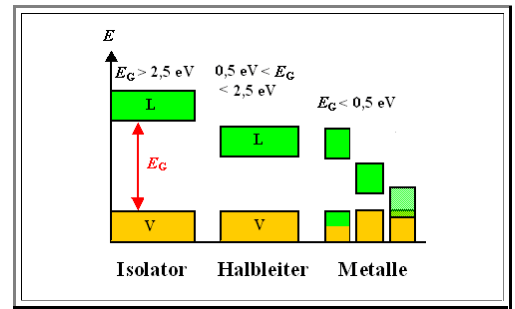 E
E_G > 2,5 eV
0,5 eV < E_G
< 2,5 eV
E_G < 0,5 eV
L
L
E_G
V
V
Isolator Halbleiter Metalle